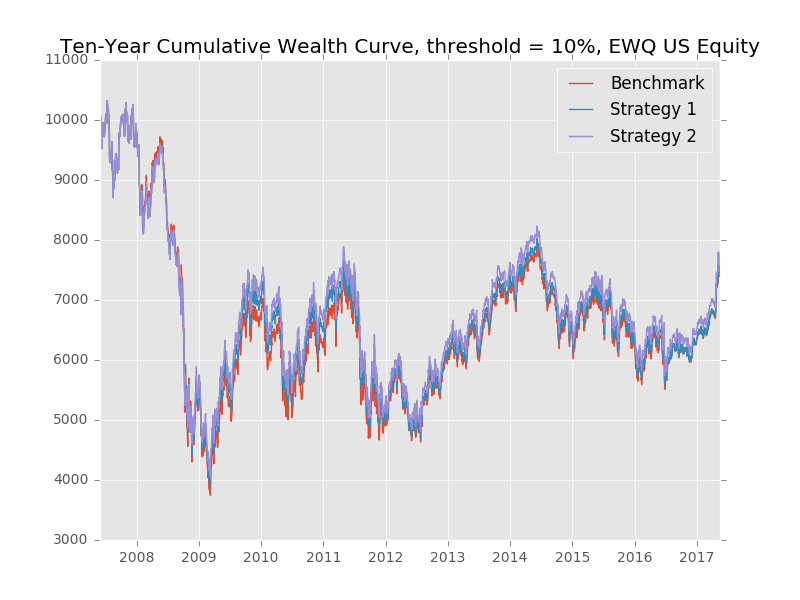 Ten-Year Cumulative Wealth Curve, threshold = 10%, EWQ US Equity
11000
10000
9000
8000
7000
6000
5000
4000
3000
Benchmark
Strategy 1
Strategy 2
2008 2009 2010 2011 2012 2013 2014 2015 2016 2017